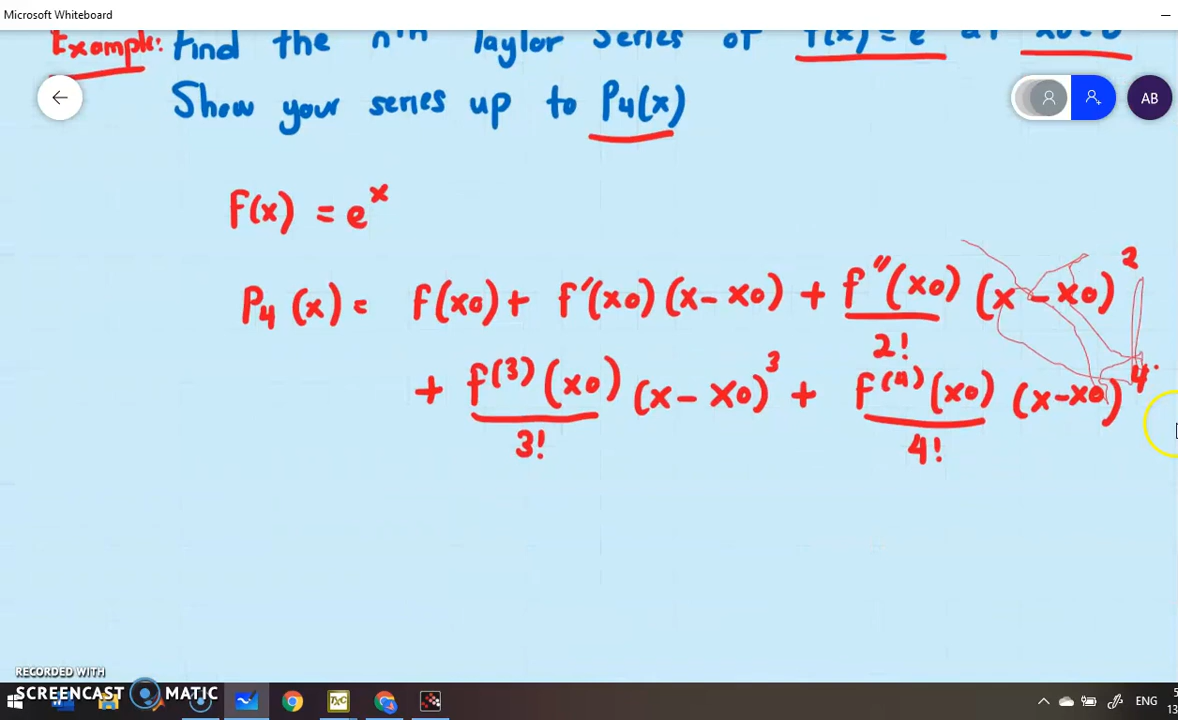 Microsoft Whiteboard
Example: Find the nth Taylor Series of f(x) = e at x0=0
Show your series up to P4(x)
AB
f(x) = e^x
P4 (x) = f(x0) + f'(x0) (x-x0) + f''(x0)/2! (x-x0)^2
+ f^(3)(x0)/3! (x-x0)^3 + f^(4)(x0)/4! (x-x0)^4
RECORDED WITH
SCREENCAST MATIC
ENG